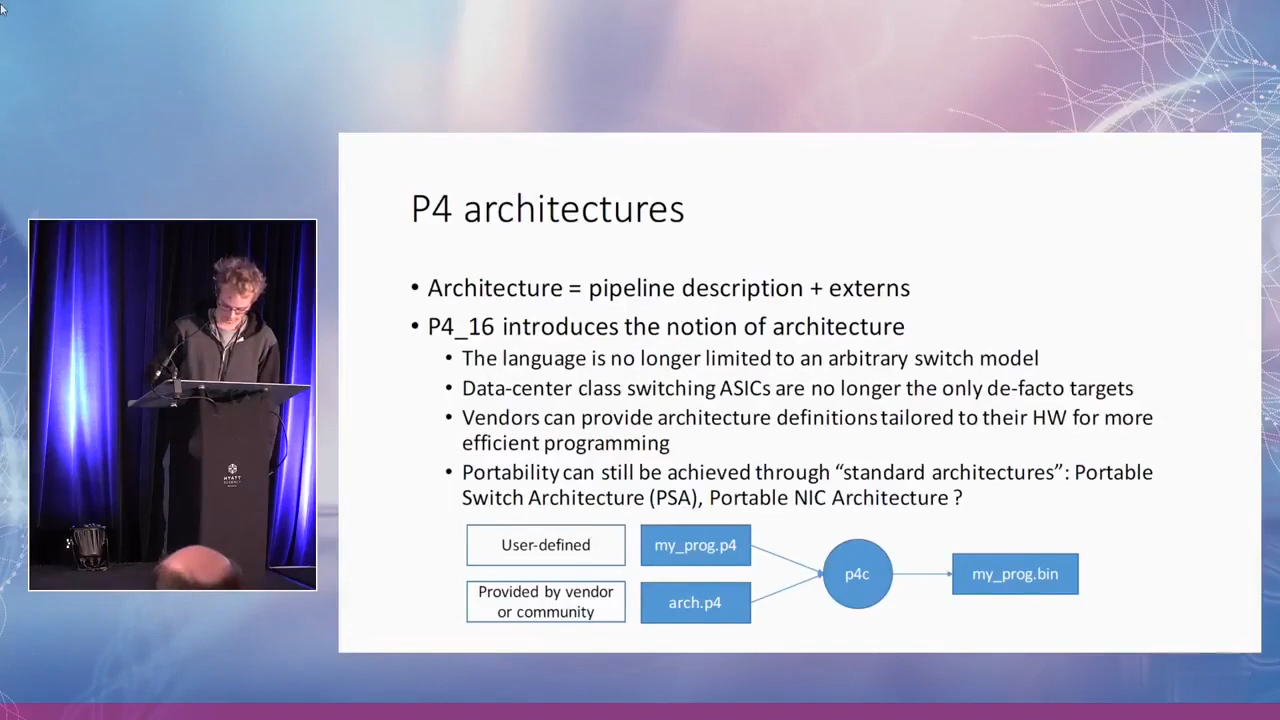 P4 architectures
• Architecture = pipeline description + externs
• P4_16 introduces the notion of architecture
• The language is no longer limited to an arbitrary switch model
• Data-center class switching ASICs are no longer the only de-facto targets
• Vendors can provide architecture definitions tailored to their HW for more
efficient programming
• Portability can still be achieved through “standard architectures”: Portable
Switch Architecture (PSA), Portable NIC Architecture ?
User-defined
my_prog.p4
Provided by vendor
or community
arch.p4
p4c
my_prog.bin
HYATT